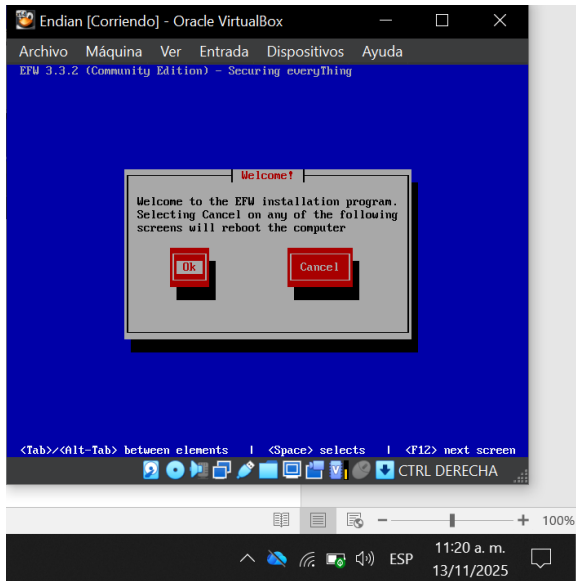 Endian [Corriendo] - Oracle VirtualBox
Archivo Máquina Ver Entrada Dispositivos Ayuda
EFW 3.3.2 (Community Edition) - Securing everyThing
Welcome!
Welcome to the EFW installation program.
Selecting Cancel on any of the following
screens will reboot the computer
Ok Cancel
<Tab>/<Alt-Tab> between elements | <Space> selects | <F12> next screen
CTRL DERECHA
100%
ESP
11:20 a. m.
13/11/2025